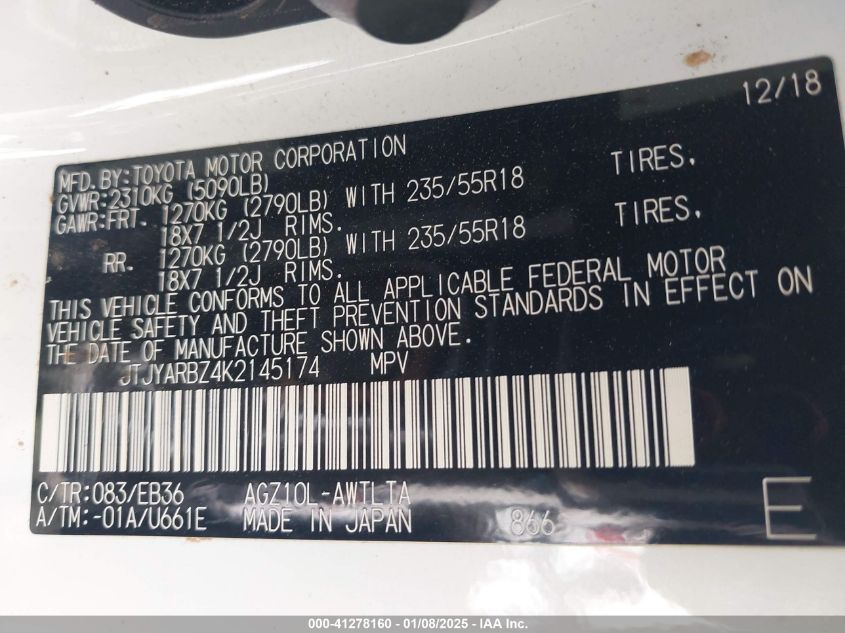 12/18
MFD.BY:TOYOTA MOTOR CORPORATION
GVWR:2310KG (5090LB)
GAWR:FRT. 1270KG (2790LB) WITH 235/55R18 TIRES,
18X7 1/2J RIMS.
RR. 1270KG (2790LB) WITH 235/55R18 TIRES,
18X7 1/2J RIMS.
THIS VEHICLE CONFORMS TO ALL APPLICABLE FEDERAL MOTOR
VEHICLE SAFETY AND THEFT PREVENTION STANDARDS IN EFFECT ON
THE DATE OF MANUFACTURE SHOWN ABOVE.
JTJYARBZ4K2145174 MPV
C/TR:083/EB36 AGZ10L-AWTLTA
A/TM:-01A/U661E MADE IN JAPAN 866 E
000-41278160 - 01/08/2025 - IAA Inc.